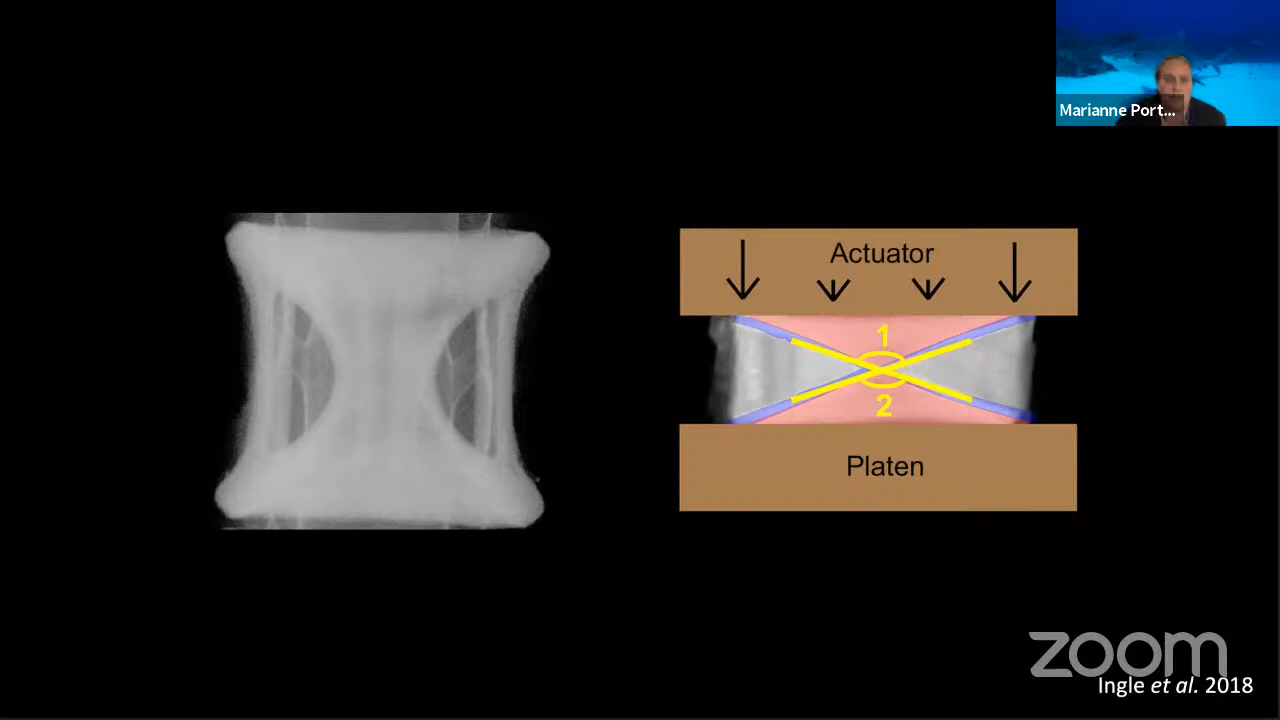 Marianne Port...
Actuator
1
2
Platen
zoom
Ingle et al. 2018